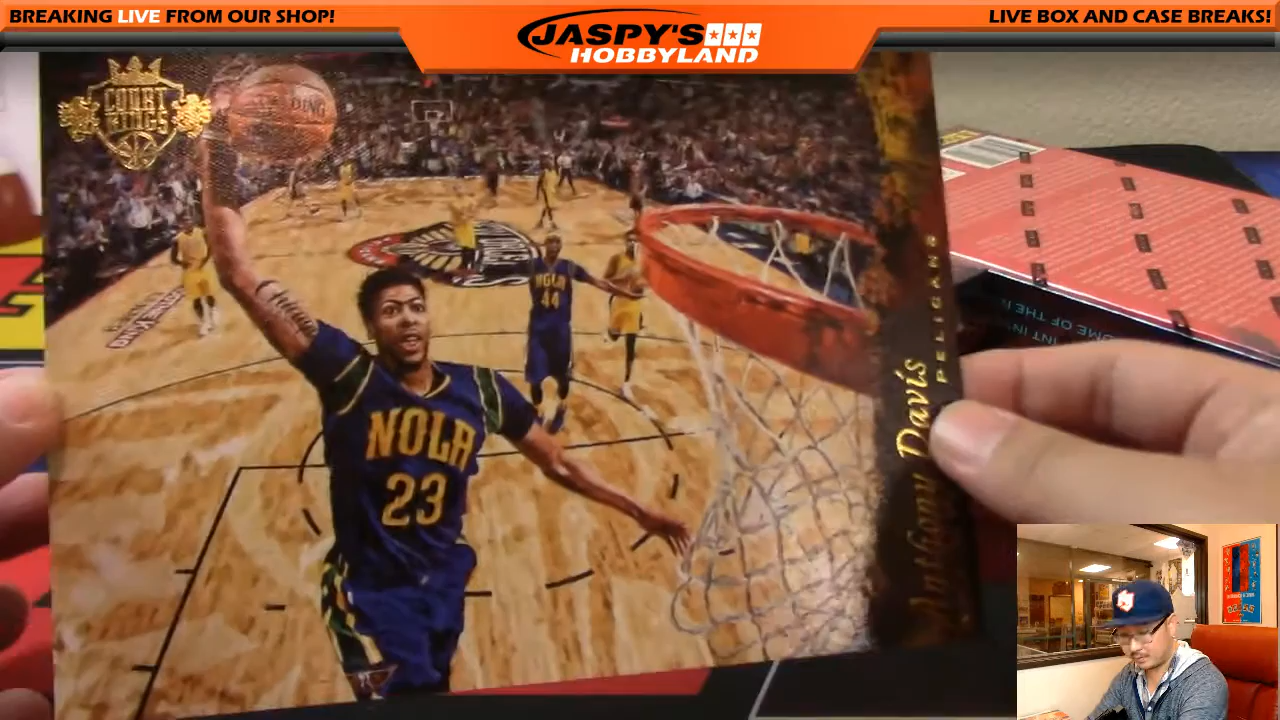 BREAKING LIVE FROM OUR SHOP!
JASPY'S
HOBBYLAND
LIVE BOX AND CASE BREAKS!
COURT
KINGS
SPALDING
NOLA
44
NOLA
23
Anthony Davis
PELICANS